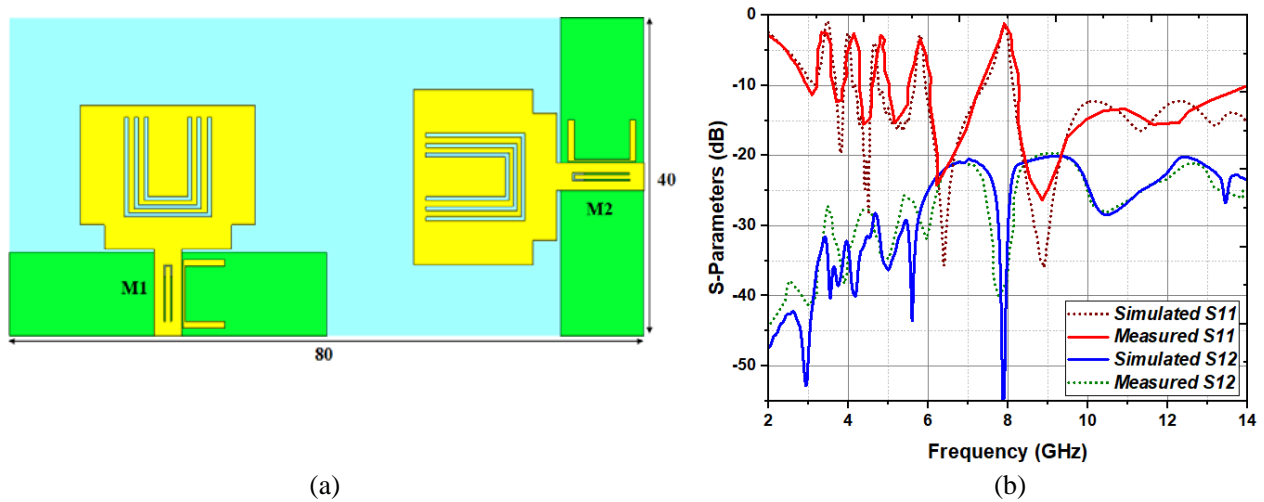 M1
M2
40
80
(a)
S-Parameters (dB)
0
-10
-20
-30
-40
-50
Simulated S11
Measured S11
Simulated S12
Measured S12
2 4 6 8 10 12 14
Frequency (GHz)
(b)